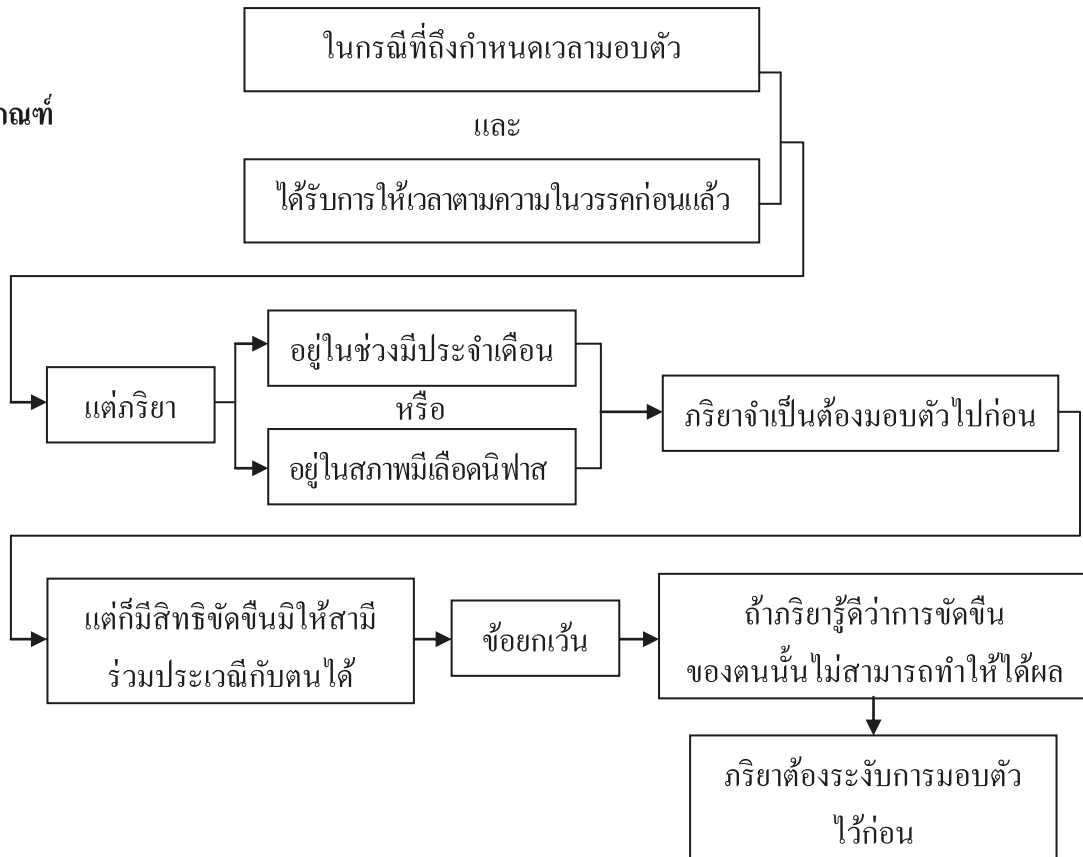 ในกรณีที่ถึงกำหนดเวลามอบตัว
และ
ได้รับการให้เวลาตามความในวรรคก่อนแล้ว
แต่ภริยา
อยู่ในช่วงมีประจำเดือน
หรือ
อยู่ในสภาพมีเลือดนิฟาส
ภริยาจำเป็นต้องมอบตัวไปก่อน
แต่ก็มีสิทธิขัดขืนมิให้สามี
ร่วมประเวณีกับตนได้
ข้อยกเว้น
ถ้าภริยารู้ดีว่าการขัดขืน
ของตนนั้นไม่สามารถทำให้ได้ผล
ภริยาต้องระงับการมอบตัว
ไว้ก่อน